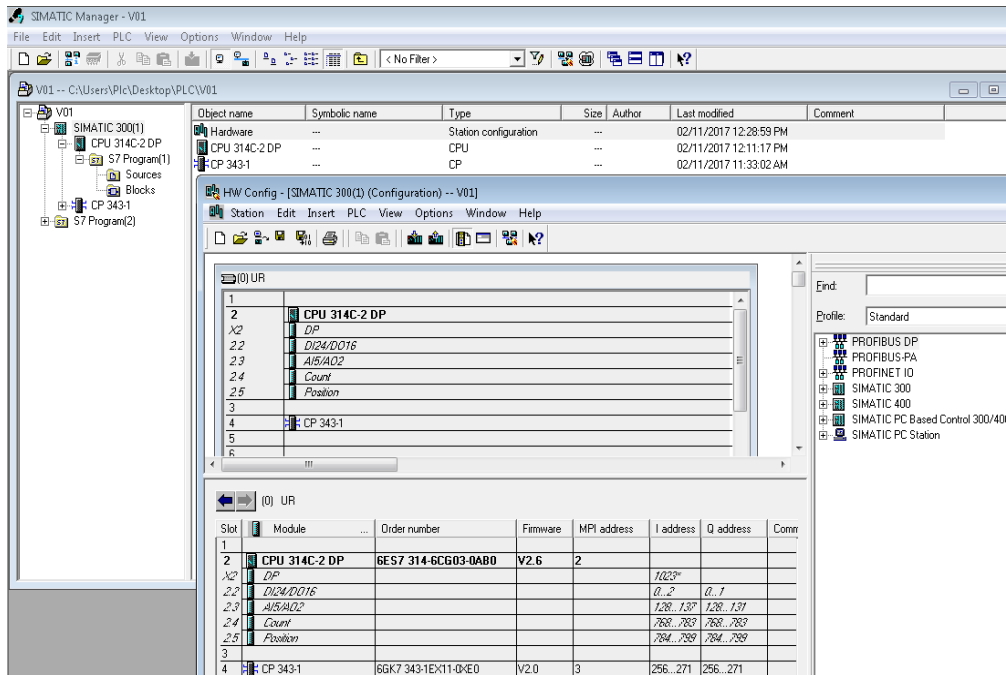 SIMATIC Manager - V01
File Edit Insert PLC View Options Window Help
< No Filter >
V01 -- C:\Users\Plc\Desktop\PLC\V01
V01
SIMATIC 300(1)
CPU 314C-2 DP
S7 Program(1)
Sources
Blocks
CP 343-1
S7 Program(2)
Object name Symbolic name Type Size Author Last modified Comment
Hardware --- Station configuration --- 02/11/2017 12:28:59 PM
CPU 314C-2 DP --- CPU --- 02/11/2017 12:11:17 PM
CP 343-1 --- CP --- 02/11/2017 11:33:02 AM
HW Config - [SIMATIC 300(1) (Configuration) -- V01]
Station Edit Insert PLC View Options Window Help
(0) UR
1
2 CPU 314C-2 DP
X2 DP
2.2 DI24/DO16
2.3 AI5/AO2
2.4 Count
2.5 Position
3
4 CP 343-1
5
6
Find:
Profile: Standard
PROFIBUS DP
PROFIBUS-PA
PROFINET IO
SIMATIC 300
SIMATIC 400
SIMATIC PC Based Control 300/400
SIMATIC PC Station
(0) UR
Slot Module ... Order number Firmware MPI address I address Q address Comm
1
2 CPU 314C-2 DP 6ES7 314-6CG03-0AB0 V2.6 2
X2 DP 1023*
2.2 DI24/DO16 0...2 0...1
2.3 AI5/AO2 128...137 128...131
2.4 Count 768...783 768...783
2.5 Position 784...799 784...799
3
4 CP 343-1 6GK7 343-1EX11-0XE0 V2.0 3 256...271 256...271